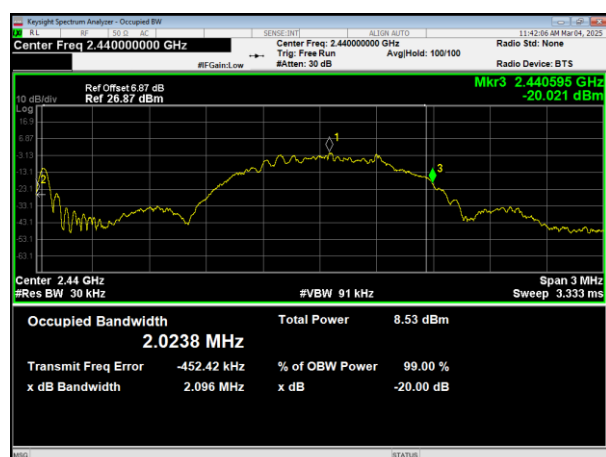 Keysight Spectrum Analyzer - Occupied BW
RL RF 50 Ω AC SENSE:INT ALIGN AUTO 11:42:06 AM Mar 04, 2025
Center Freq 2.440000000 GHz Center Freq: 2.440000000 GHz Radio Std: None
Trig: Free Run Avg|Hold: 100/100
#IFGain:Low #Atten: 30 dB Radio Device: BTS
Ref Offset 6.87 dB Mkr3 2.440595 GHz
10 dB/div Ref 26.87 dBm -20.021 dBm
Log
16.9
6.87
1
-3.13
-13.1
3
2
-23.1
-33.1
-43.1
-53.1
-63.1
Center 2.44 GHz Span 3 MHz
#Res BW 30 kHz #VBW 91 kHz Sweep 3.333 ms
Occupied Bandwidth Total Power 8.53 dBm
2.0238 MHz
Transmit Freq Error -452.42 kHz % of OBW Power 99.00 %
x dB Bandwidth 2.096 MHz x dB -20.00 dB
MSG STATUS